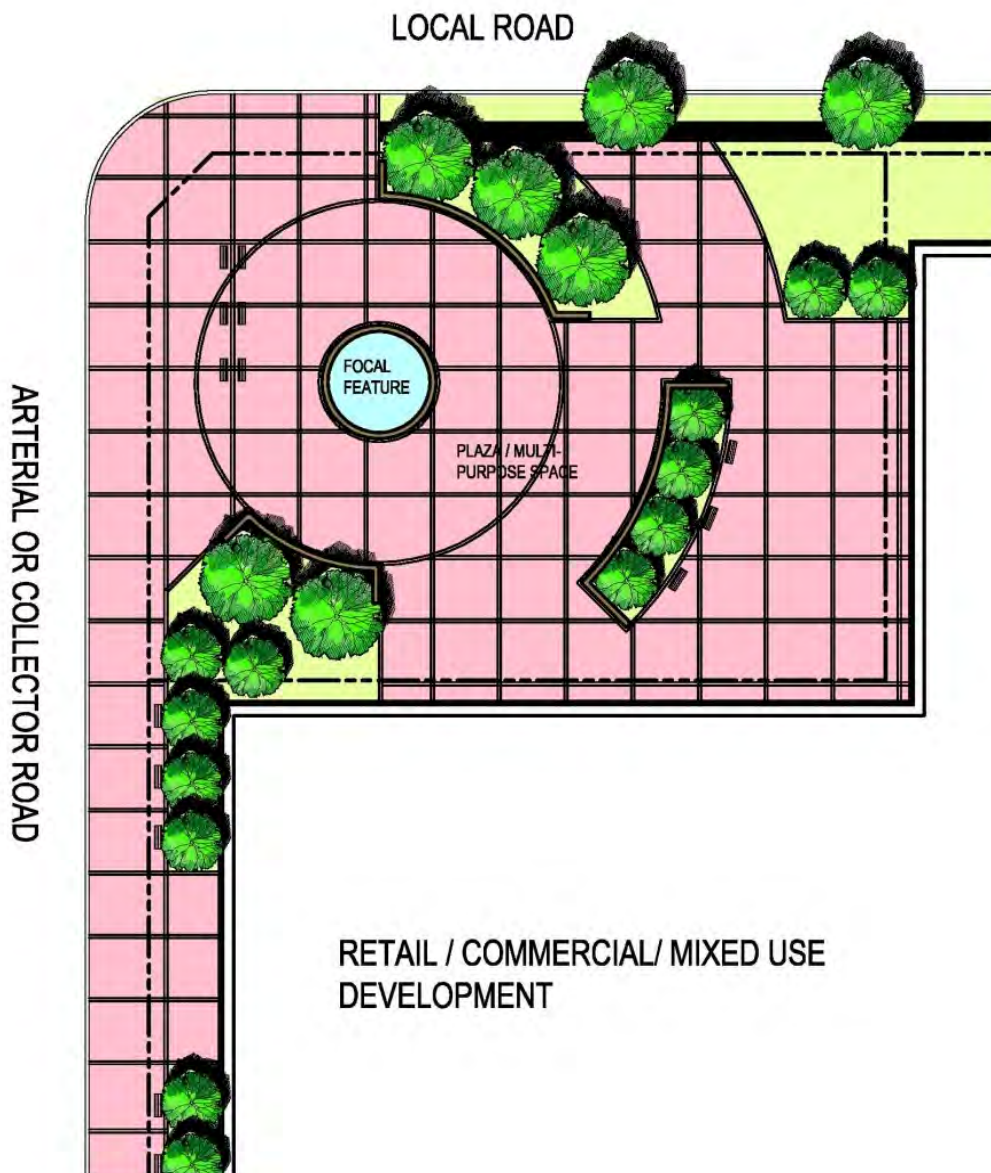 LOCAL ROAD
FOCAL
FEATURE
PLAZA / MULTI-
PURPOSE SPACE
ARTERIAL OR COLLECTOR ROAD
RETAIL / COMMERCIAL/ MIXED USE
DEVELOPMENT